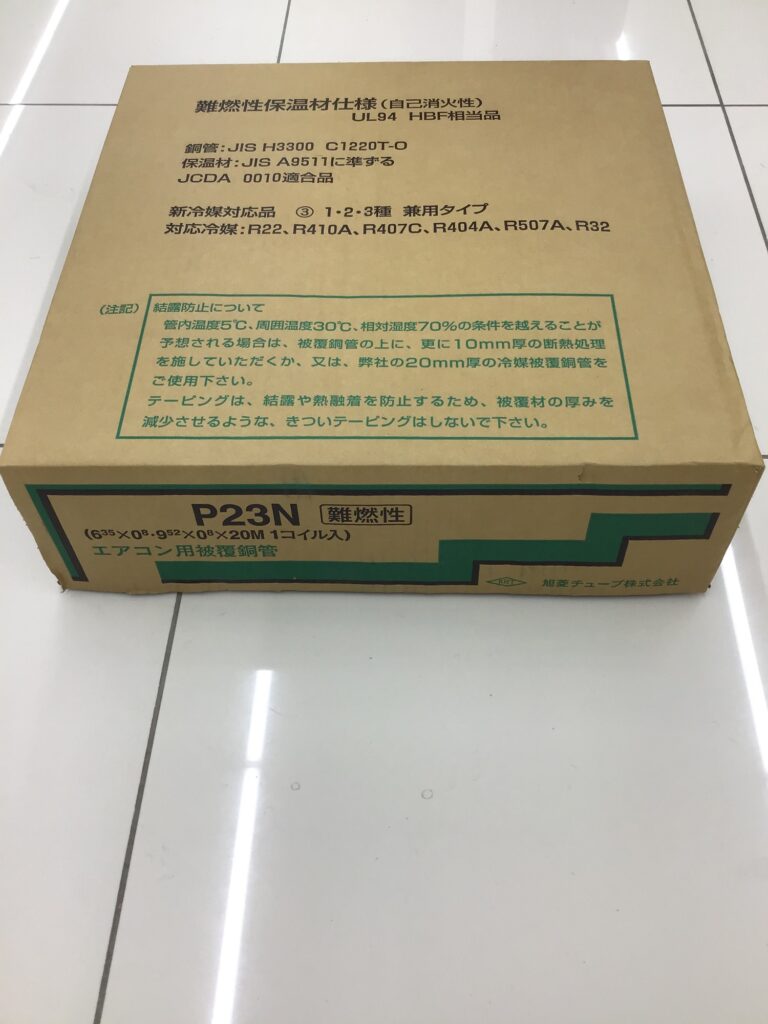 難燃性保温材仕様(自己消火性)
UL94 HBF相当品
銅管:JIS H3300 C1220T-O
保温材:JIS A9511に準ずる
JCDA 0010適合品
新冷媒対応品 ③ 1・2・3種 兼用タイプ
対応冷媒:R22、R410A、R407C、R404A、R507A、R32
(注記) 結露防止について
管内温度5℃、周囲温度30℃、相対湿度70%の条件を越えることが
予想される場合は、被覆銅管の上に、更に10mm厚の断熱処理
を施していただくか、又は、弊社の20mm厚の冷媒被覆銅管を
ご使用下さい。
テーピングは、結露や熱融着を防止するため、被覆材の厚みを
減少させるような、きついテーピングはしないで下さい。
P23N 難燃性
(6³⁵×0⁸・9⁵²×0⁸×20M 1コイル入)
エアコン用被覆銅管
旭菱チューブ株式会社